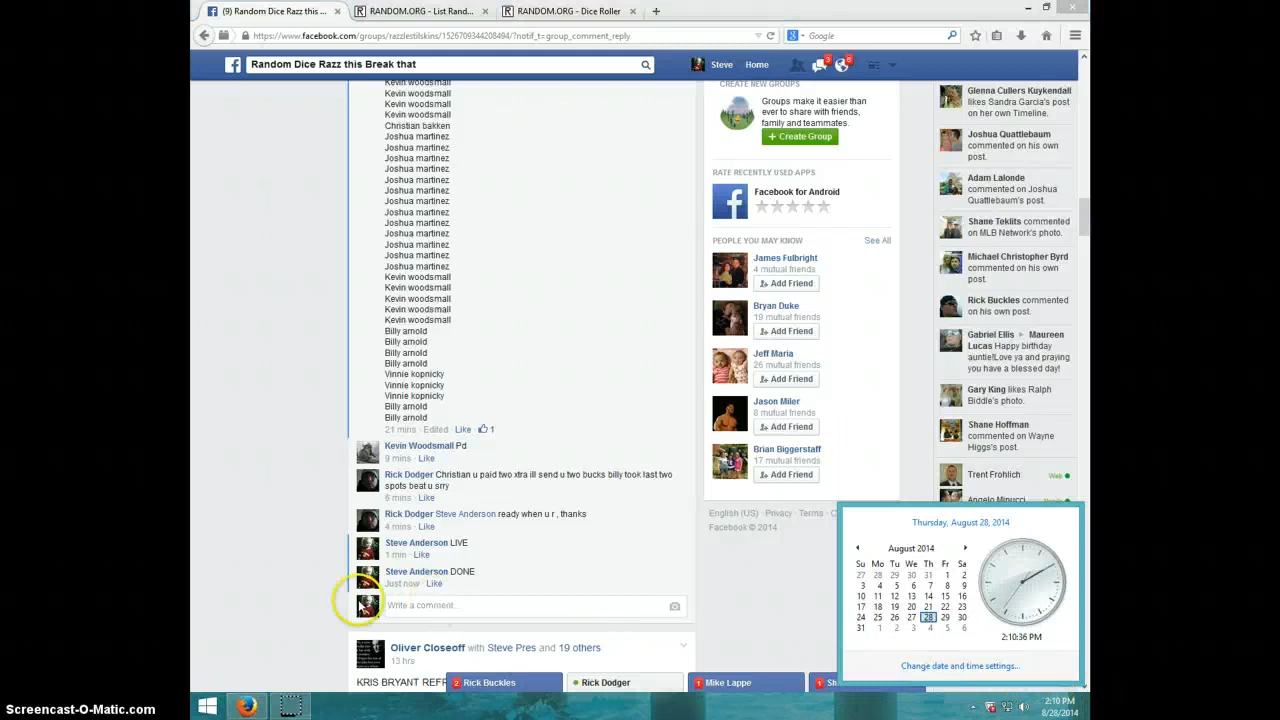 (9) Random Dice Razz this ...
RANDOM.ORG - List Rand...
RANDOM.ORG - Dice Roller
https://www.facebook.com/groups/razzlestilskins/1526709344208494/?notif_t=group_comment_reply
Google
Random Dice Razz this Break that
Steve
Home
3
6
Kevin woodsmall
Kevin woodsmall
Kevin woodsmall
Kevin woodsmall
Christian bakken
Joshua martinez
Joshua martinez
Joshua martinez
Joshua martinez
Joshua martinez
Joshua martinez
Joshua martinez
Joshua martinez
Joshua martinez
Joshua martinez
Joshua martinez
Joshua martinez
Joshua martinez
Kevin woodsmall
Kevin woodsmall
Kevin woodsmall
Kevin woodsmall
Kevin woodsmall
Billy arnold
Billy arnold
Billy arnold
Billy arnold
Vinnie kopnicky
Vinnie kopnicky
Vinnie kopnicky
Billy arnold
Billy arnold
21 mins · Edited · Like · 1
Kevin Woodsmall Pd
9 mins · Like
Rick Dodger Christian u paid two xtra ill send u two bucks billy took last two
spots beat u srry
6 mins · Like
Rick Dodger Steve Anderson ready when u r , thanks
4 mins · Like
Steve Anderson LIVE
1 min · Like
Steve Anderson DONE
Just now · Like
Write a comment...
Oliver Closeoff with Steve Pres and 19 others
13 hrs
KRIS BRYANT REFR
CREATE NEW GROUPS
Groups make it easier than
ever to share with friends,
family and teammates.
+ Create Group
RATE RECENTLY USED APPS
Facebook for Android
PEOPLE YOU MAY KNOW
See All
James Fulbright
4 mutual friends
Add Friend
Bryan Duke
19 mutual friends
Add Friend
Jeff Maria
26 mutual friends
Add Friend
Jason Miler
8 mutual friends
Add Friend
Brian Biggerstaff
17 mutual friends
Add Friend
English (US) · Privacy · Terms · C
Facebook © 2014
Glenna Cullers Kuykendall
likes Sandra Garcia's post
on her own Timeline.
Joshua Quattlebaum
commented on his own
post.
Adam Lalonde
commented on Joshua
Quattlebaum's post.
Shane Teklits commented
on MLB Network's photo.
Michael Christopher Byrd
commented on his own
post.
Rick Buckles commented
on his own post.
Gabriel Ellis ▸ Maureen
Lucas Happy birthday
auntie!Love ya and praying
you have a blessed day!
Gary King likes Ralph
Biddle's photo.
Shane Hoffman
commented on Wayne
Higgs's post.
Trent Frohlich
Web
Angelo Minucci
Thursday, August 28, 2014
August 2014
Su Mo Tu We Th Fr Sa
27 28 29 30 31 1 2
3 4 5 6 7 8 9
10 11 12 13 14 15 16
17 18 19 20 21 22 23
24 25 26 27 28 29 30
31 1 2 3 4 5 6
2:10:36 PM
Change date and time settings...
2 Rick Buckles
Rick Dodger
1 Mike Lappe
1 Sh
2:10 PM
8/28/2014
Screencast-O-Matic.com